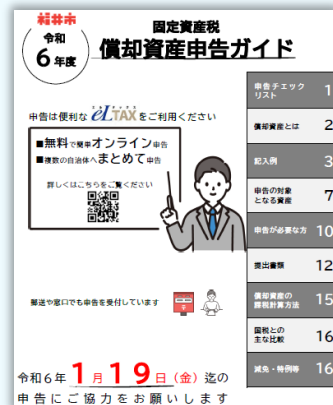 福井市
令和
6年度
固定資産税
償却資産申告ガイド
申告は便利な eLTAX をご利用ください
エルタックス
■無料で簡単オンライン申告
■複数の自治体へまとめて申告
詳しくはこちらをご覧ください
郵送や窓口でも申告を受付しています
令和6年1月19日(金)迄の
申告にご協力をお願いします
申告チェック
リスト 1
償却資産とは 2
記入例 3
申告の対象
となる資産 7
申告が必要な方 10
提出書類 12
償却資産の
課税計算方法 15
国税との
主な比較 16
減免・特例等 16